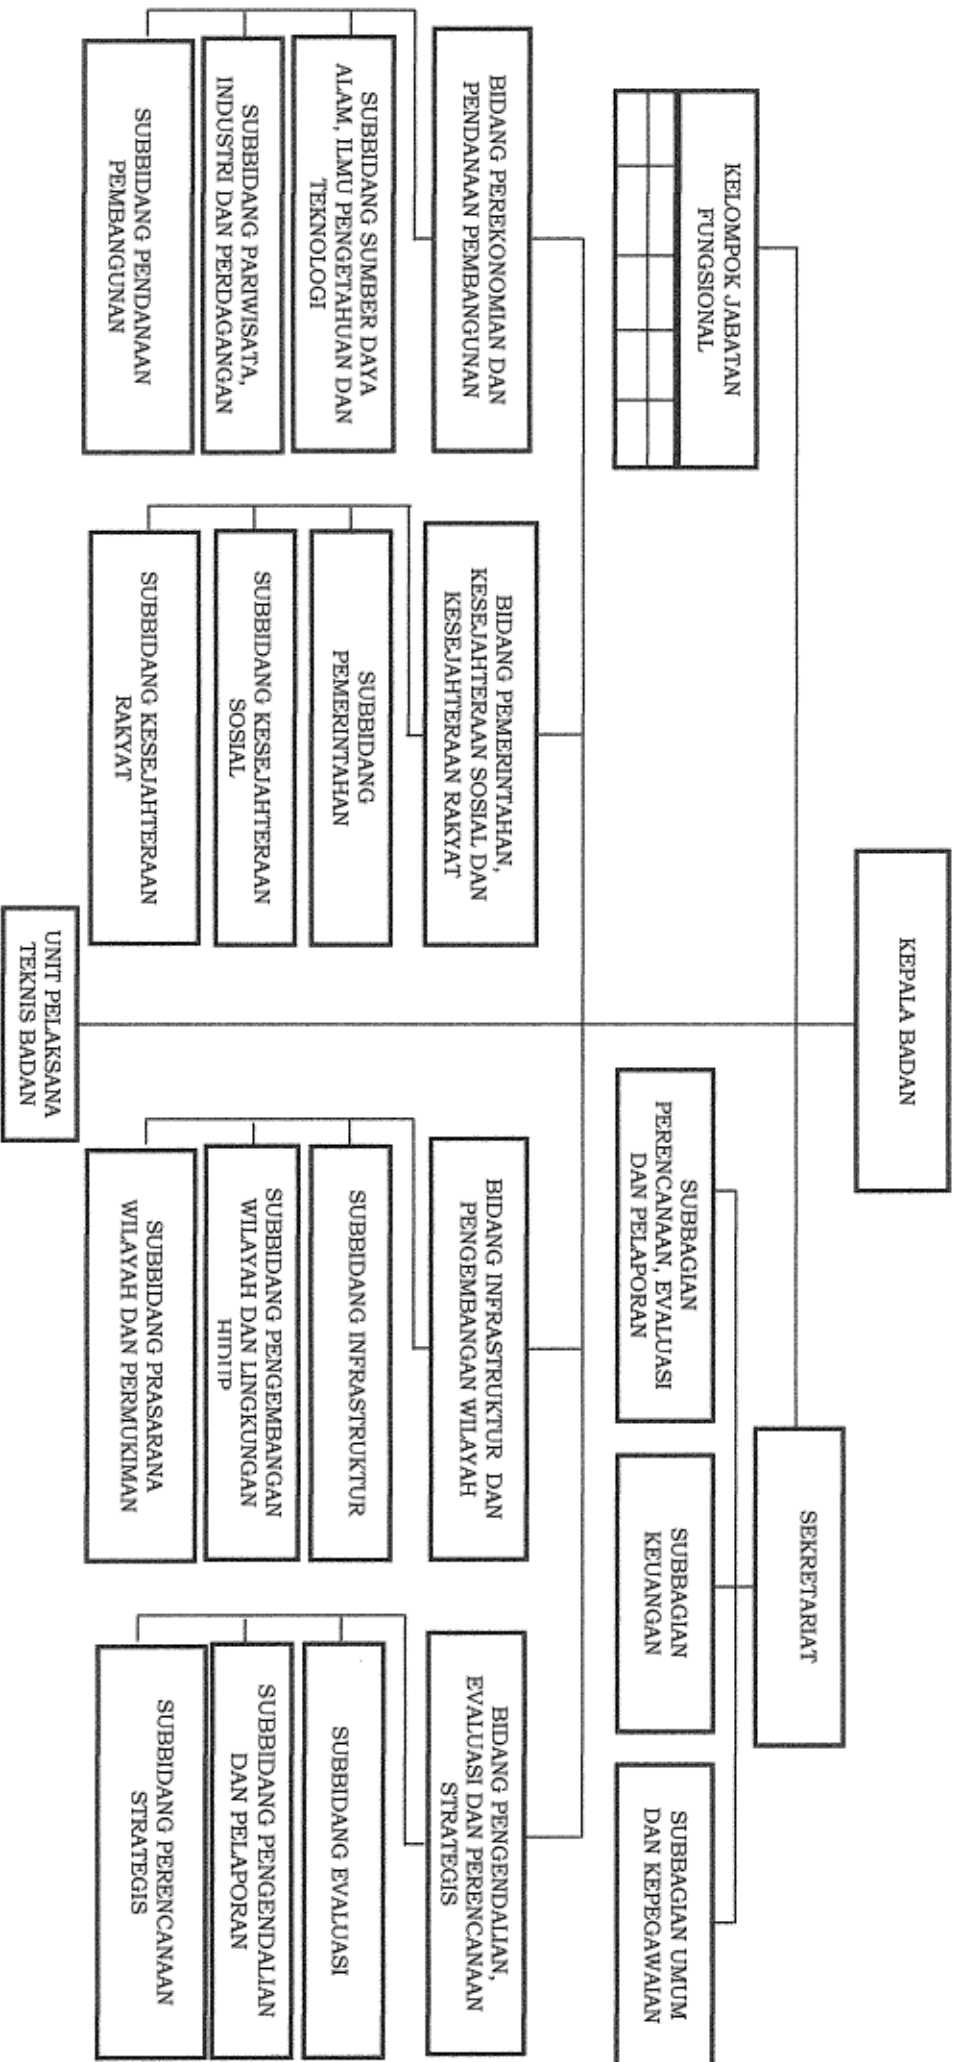 KEPALA BADAN
SEKRETARIAT
KELOMPOK JABATAN
FUNGSIONAL
SUBBAGIAN
PERENCANAAN, EVALUASI
DAN PELAPORAN
SUBBAGIAN
KEUANGAN
SUBBAGIAN UMUM
DAN KEPEGAWAIAN
BIDANG PEREKONOMIAN DAN
PENDANAAN PEMBANGUNAN
SUBBIDANG SUMBER DAYA
ALAM, ILMU PENGETAHUAN DAN
TEKNOLOGI
SUBBIDANG PARIWISATA,
INDUSTRI DAN PERDAGANGAN
SUBBIDANG PENDANAAN
PEMBANGUNAN
BIDANG PEMERINTAHAN,
KESEJAHTERAAN SOSIAL DAN
KESEJAHTERAAN RAKYAT
SUBBIDANG
PEMERINTAHAN
SUBBIDANG KESEJAHTERAAN
SOSIAL
SUBBIDANG KESEJAHTERAAN
RAKYAT
BIDANG INFRASTRUKTUR DAN
PENGEMBANGAN WILAYAH
SUBBIDANG INFRASTRUKTUR
SUBBIDANG PENGEMBANGAN
WILAYAH DAN LINGKUNGAN
HIDUP
SUBBIDANG PRASARANA
WILAYAH DAN PERMUKIMAN
BIDANG PENGENDALIAN,
EVALUASI DAN PERENCANAAN
STRATEGIS
SUBBIDANG EVALUASI
SUBBIDANG PENGENDALIAN
DAN PELAPORAN
SUBBIDANG PERENCANAAN
STRATEGIS
UNIT PELAKSANA
TEKNIS BADAN